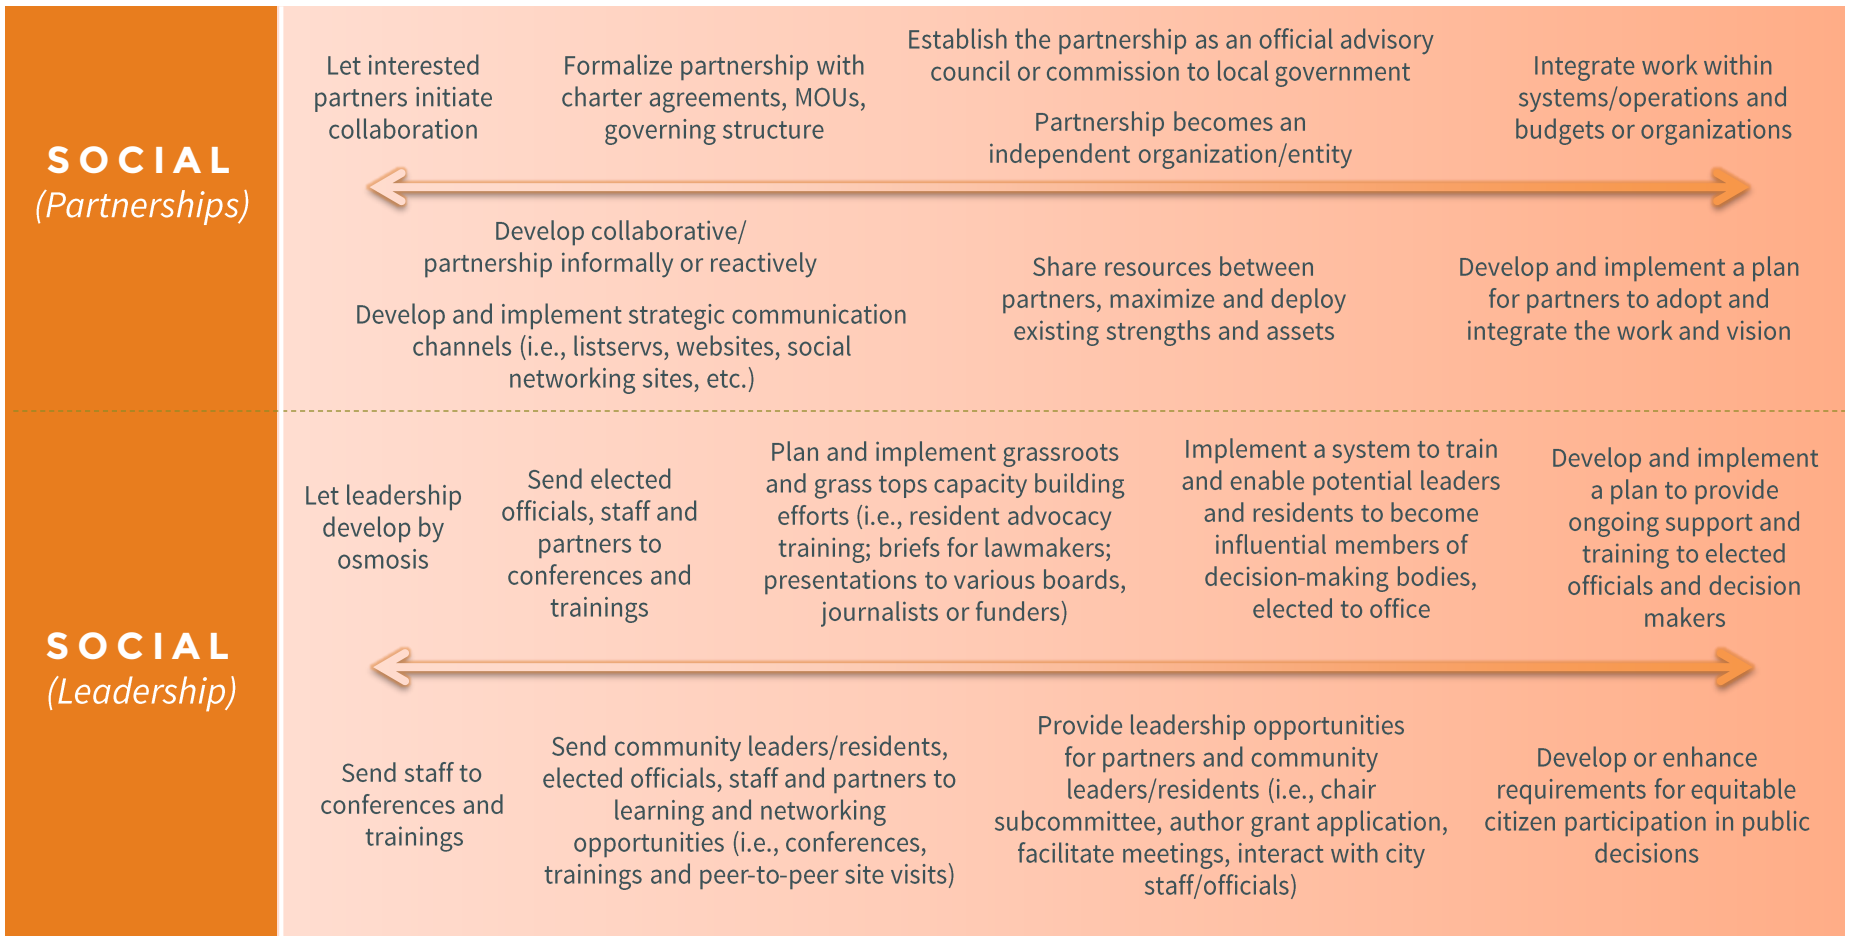 SOCIAL
(Partnerships)
Let interested
partners initiate
collaboration
Formalize partnership with
charter agreements, MOUs,
governing structure
Establish the partnership as an official advisory
council or commission to local government
Partnership becomes an
independent organization/entity
Integrate work within
systems/operations and
budgets or organizations
Develop collaborative/
partnership informally or reactively
Develop and implement strategic communication
channels (i.e., listservs, websites, social
networking sites, etc.)
Share resources between
partners, maximize and deploy
existing strengths and assets
Develop and implement a plan
for partners to adopt and
integrate the work and vision
SOCIAL
(Leadership)
Let leadership
develop by
osmosis
Send elected
officials, staff and
partners to
conferences and
trainings
Plan and implement grassroots
and grass tops capacity building
efforts (i.e., resident advocacy
training; briefs for lawmakers;
presentations to various boards,
journalists or funders)
Implement a system to train
and enable potential leaders
and residents to become
influential members of
decision-making bodies,
elected to office
Develop and implement
a plan to provide
ongoing support and
training to elected
officials and decision
makers
Send staff to
conferences and
trainings
Send community leaders/residents,
elected officials, staff and partners to
learning and networking
opportunities (i.e., conferences,
trainings and peer-to-peer site visits)
Provide leadership opportunities
for partners and community
leaders/residents (i.e., chair
subcommittee, author grant application,
facilitate meetings, interact with city
staff/officials)
Develop or enhance
requirements for equitable
citizen participation in public
decisions